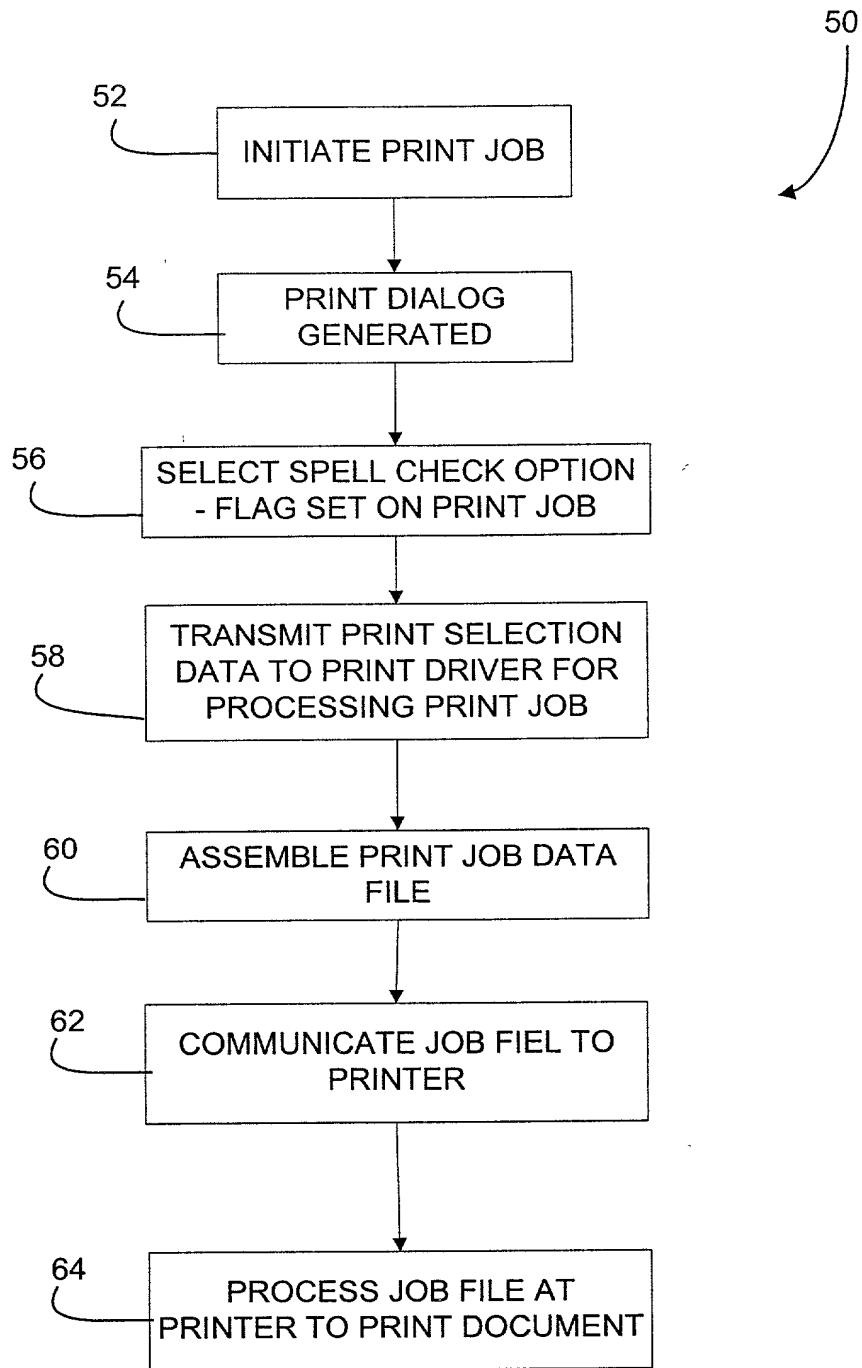 50
52
INITIATE PRINT JOB
54
PRINT DIALOG
GENERATED
56
SELECT SPELL CHECK OPTION
- FLAG SET ON PRINT JOB
58
TRANSMIT PRINT SELECTION
DATA TO PRINT DRIVER FOR
PROCESSING PRINT JOB
60
ASSEMBLE PRINT JOB DATA
FILE
62
COMMUNICATE JOB FIEL TO
PRINTER
64
PROCESS JOB FILE AT
PRINTER TO PRINT DOCUMENT